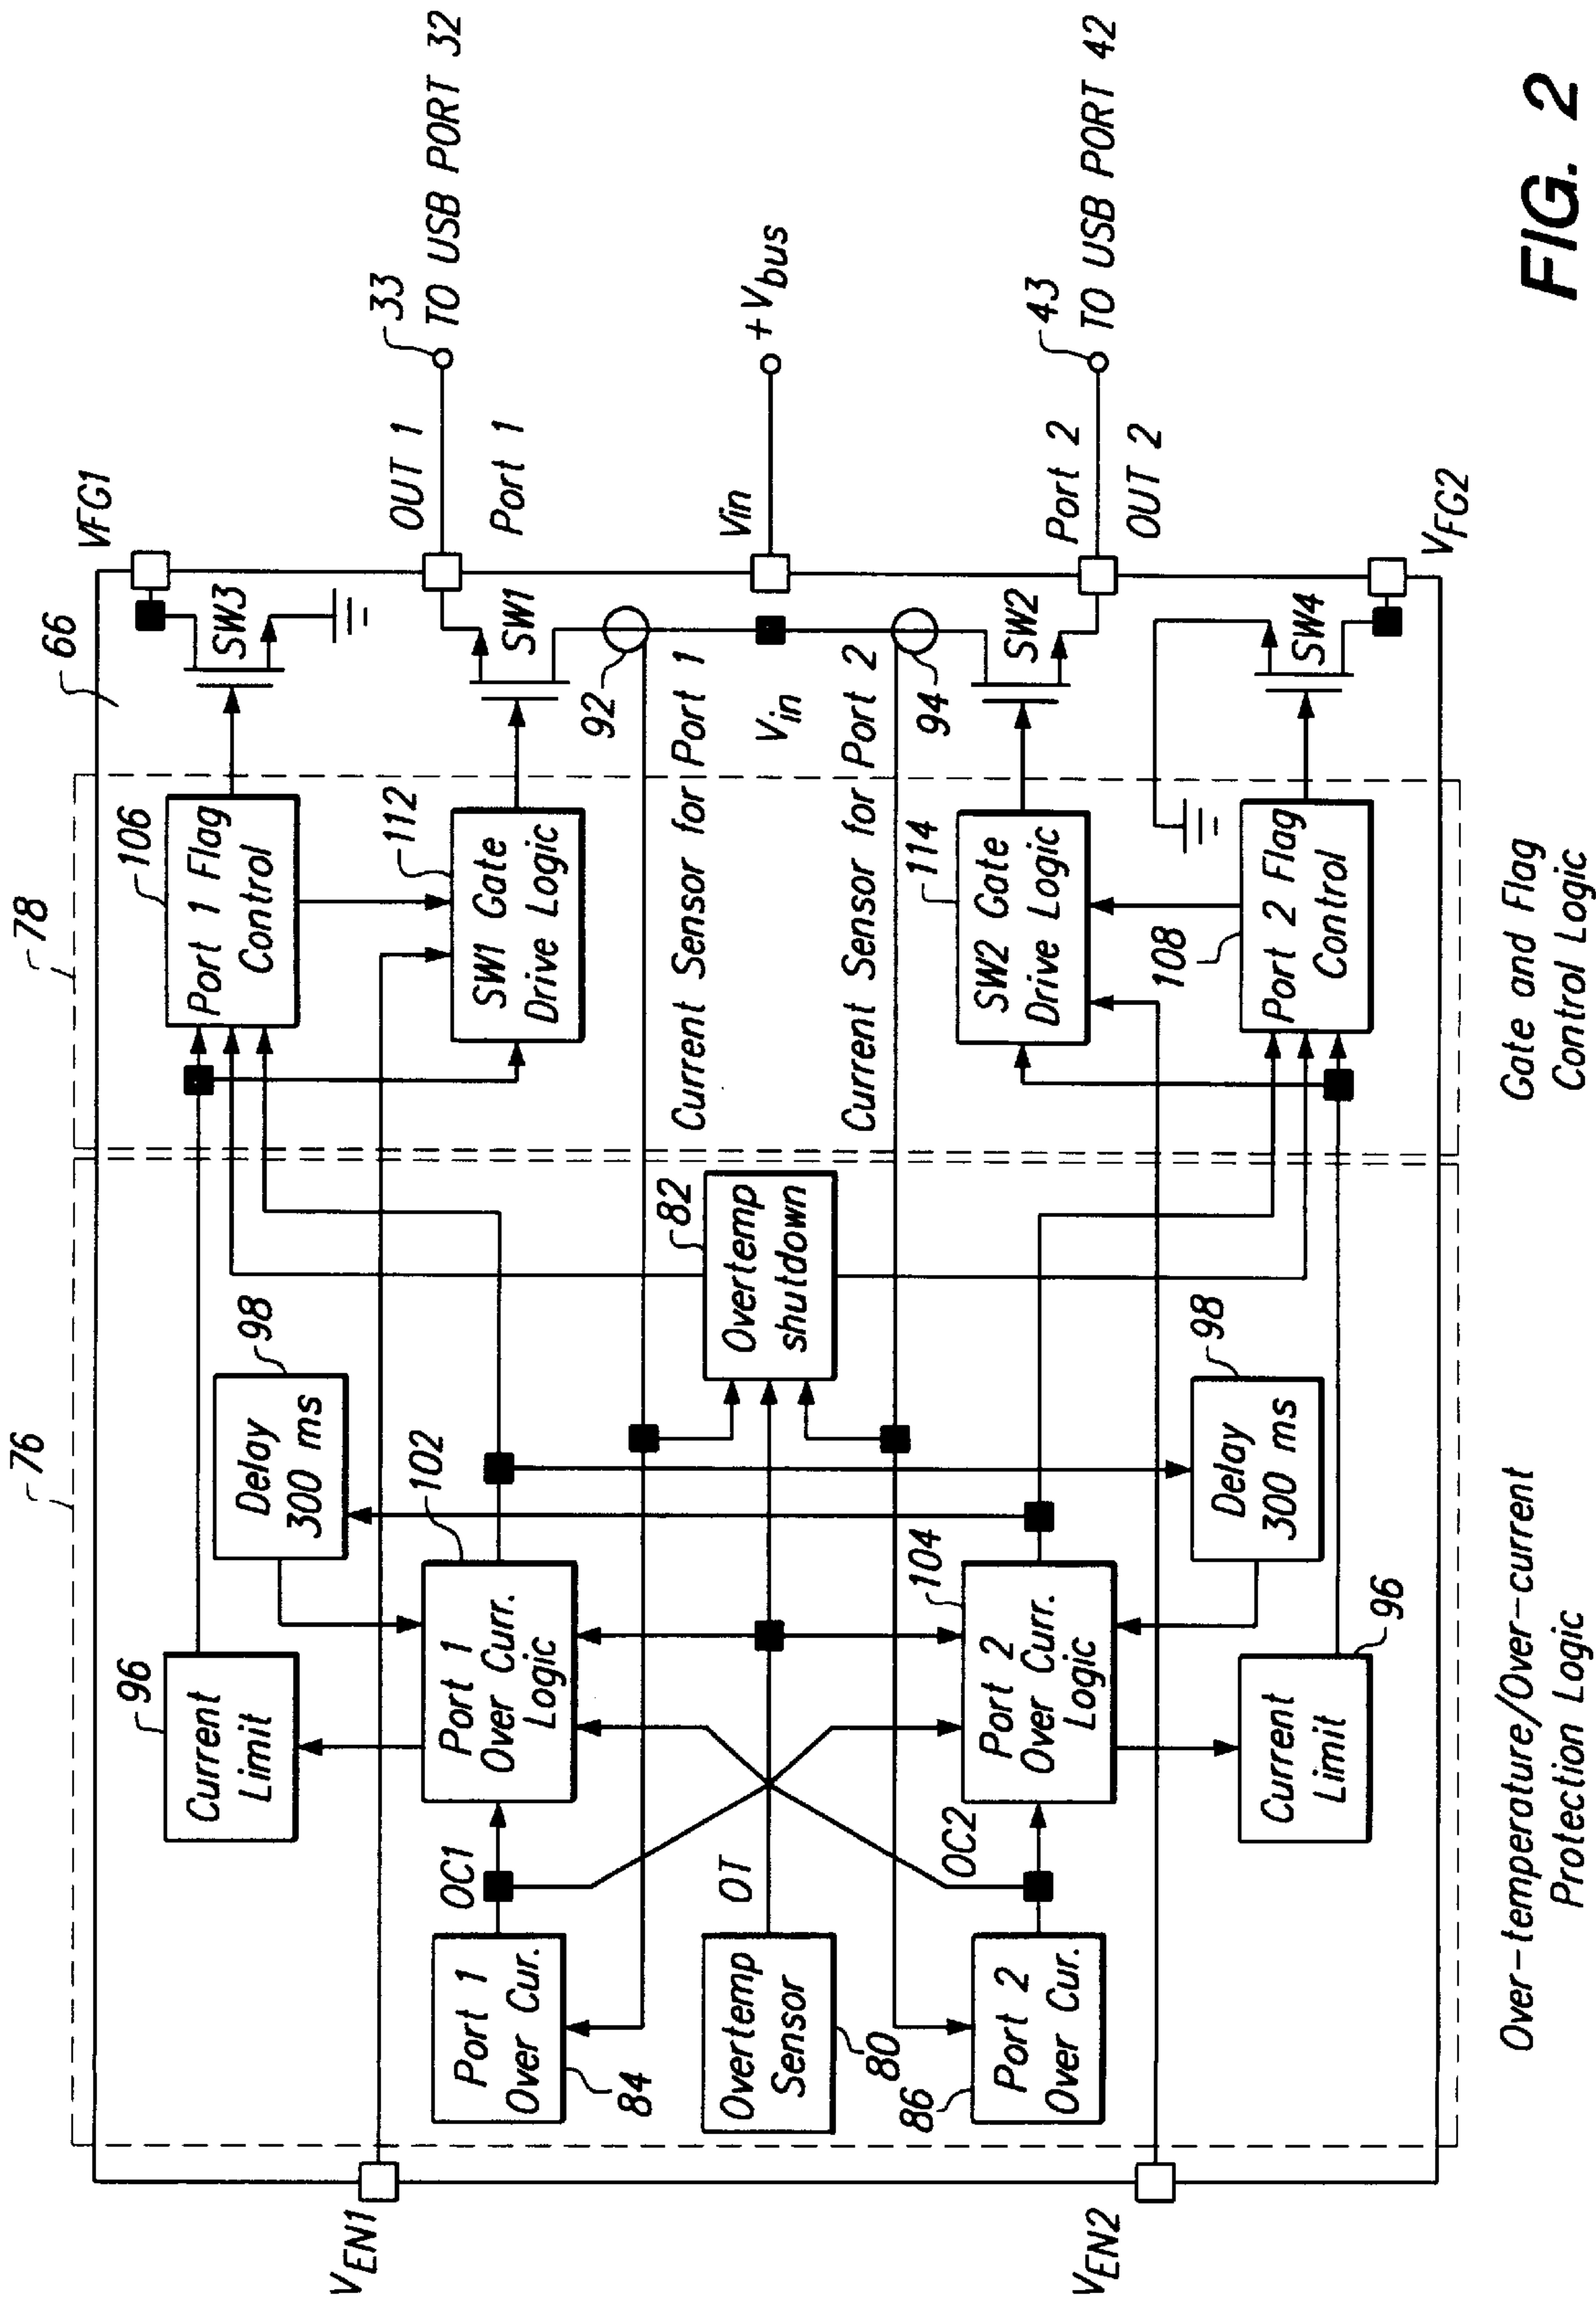 76
78
66
VFG1
96
Current
Limit
Delay
300 ms
98
106
Port 1 Flag
Control
SW3
OUT 1
33
TO USB PORT 32
Port 1
VEN1
Port 1
Over Cur.
84
OC1
Port 1
Over Curr.
Logic
102
112
SW1 Gate
Drive Logic
SW1
92
Current Sensor for Port 1
Overtemp
Sensor
80
OT
82
Overtemp
shutdown
Vin
Vin
+Vbus
Current Sensor for Port 2
94
Port 2
Over Cur.
86
OC2
Port 2
Over Curr.
Logic
104
114
SW2 Gate
Drive Logic
SW2
Port 2
43
TO USB PORT 42
OUT 2
VEN2
Current
Limit
96
Delay
300 ms
98
108
Port 2 Flag
Control
SW4
VFG2
Over-temperature/Over-current
Protection Logic
Gate and Flag
Control Logic
FIG. 2